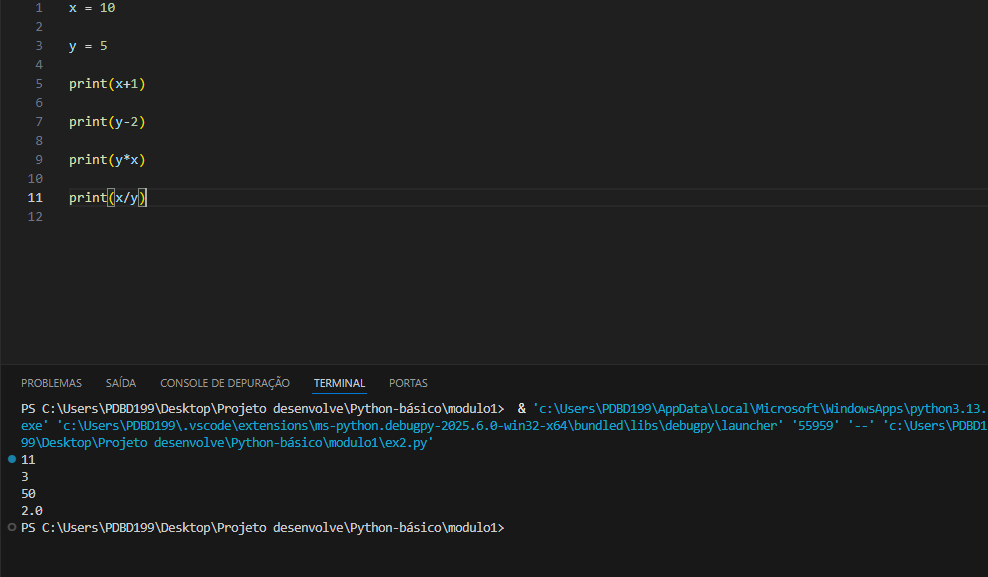 1 x = 10
2
3 y = 5
4
5 print(x+1)
6
7 print(y-2)
8
9 print(y*x)
10
11 print(x/y)
12
PROBLEMAS SAÍDA CONSOLE DE DEPURAÇÃO TERMINAL PORTAS
PS C:\Users\PDBD199\Desktop\Projeto desenvolve\Python-básico\modulo1> & 'c:\Users\PDBD199\AppData\Local\Microsoft\WindowsApps\python3.13.
exe' 'c:\Users\PDBD199\.vscode\extensions\ms-python.debugpy-2025.6.0-win32-x64\bundled\libs\debugpy\launcher' '55959' '--' 'c:\Users\PDBD1
99\Desktop\Projeto desenvolve\Python-básico\modulo1\ex2.py'
11
3
50
2.0
PS C:\Users\PDBD199\Desktop\Projeto desenvolve\Python-básico\modulo1>